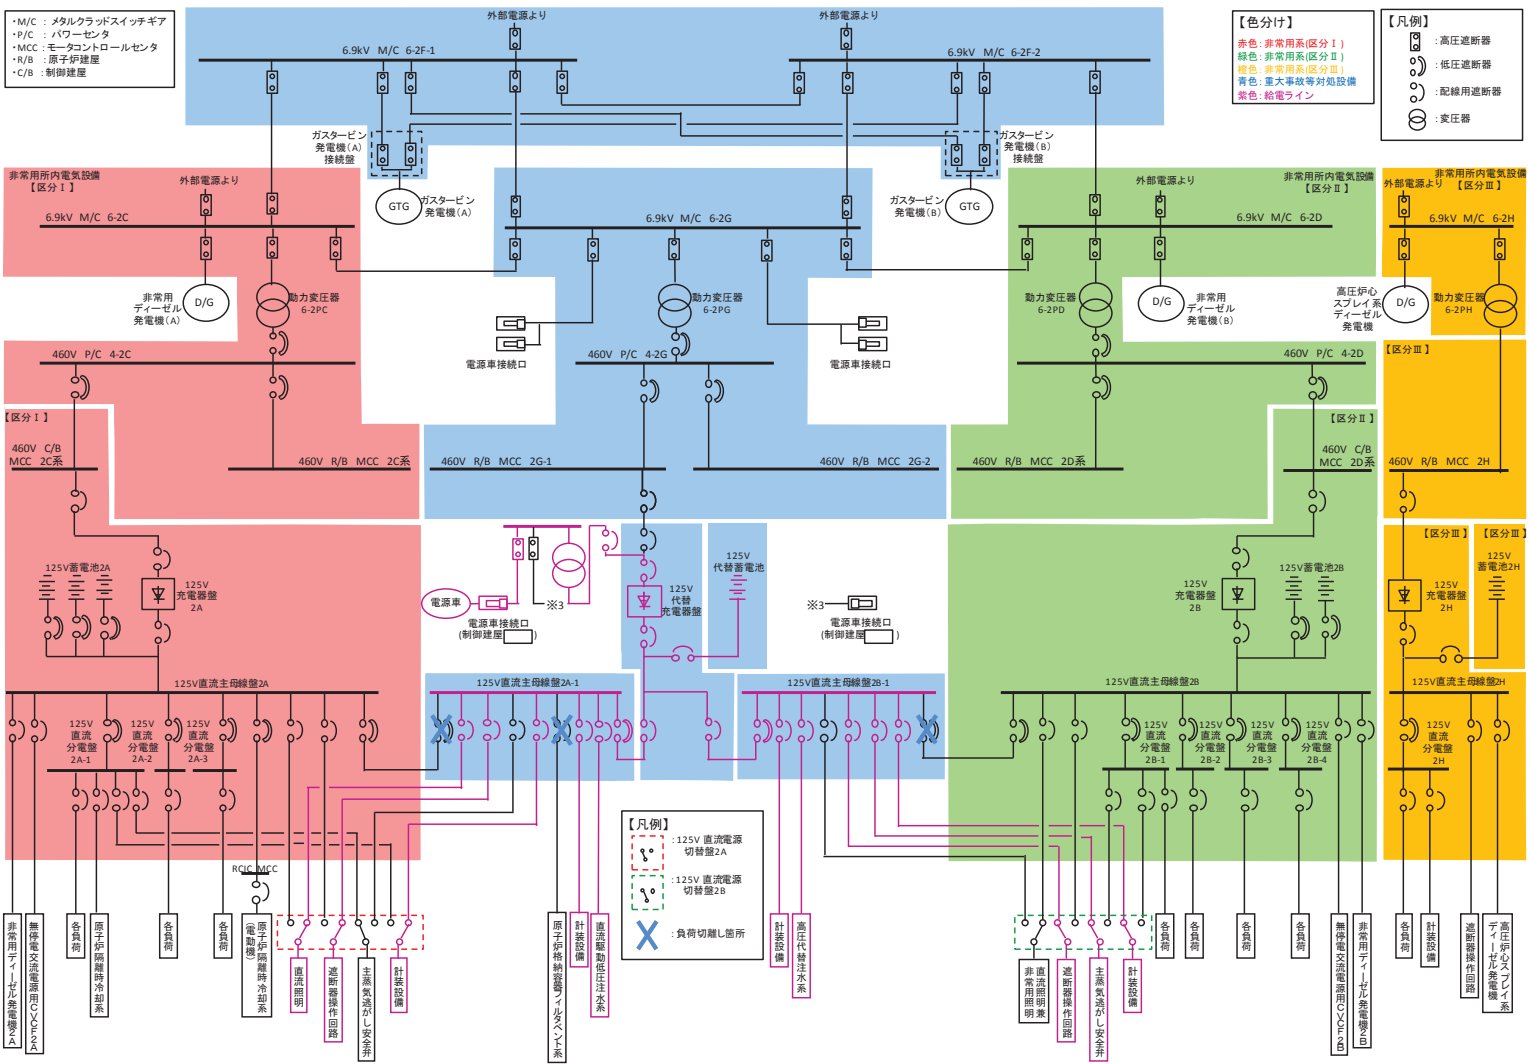 ・M/C ：メタルクラッドスイッチギア
・P/C ：パワーセンタ
・MCC：モータコントロールセンタ
・R/B ：原子炉建屋
・C/B ：制御建屋
外部電源より
外部電源より
6.9kV M/C 6-2F-1
6.9kV M/C 6-2F-2
【色分け】
赤色：非常用系(区分Ⅰ)
緑色：非常用系(区分Ⅱ)
橙色：非常用系(区分Ⅲ)
青色：重大事故等対処設備
紫色：給電ライン
【凡例】
：高圧遮断器
：低圧遮断器
：配線用遮断器
：変圧器
ガスタービン
発電機(A)
接続盤
ガスタービン
発電機(B)
接続盤
GTG
ガスタービン
発電機(A)
ガスタービン
発電機(B)
GTG
非常用所内電気設備
【区分Ⅰ】
外部電源より
6.9kV M/C 6-2C
6.9kV M/C 6-2G
非常用所内電気設備
【区分Ⅱ】
外部電源より
6.9kV M/C 6-2D
非常用所内電気設備
【区分Ⅲ】
外部電源より
6.9kV M/C 6-2H
非常用
ディーゼル
発電機(A)
D/G
動力変圧器
6-2PC
動力変圧器
6-2PG
動力変圧器
6-2PD
D/G
非常用
ディーゼル
発電機(B)
高圧炉心
スプレイ系
ディーゼル
発電機
D/G
動力変圧器
6-2PH
電源車接続口
電源車接続口
460V P/C 4-2C
460V P/C 4-2G
460V P/C 4-2D
【区分Ⅲ】
【区分Ⅰ】
【区分Ⅱ】
460V C/B
MCC 2C系
460V R/B MCC 2C系
460V R/B MCC 2G-1
460V R/B MCC 2G-2
460V R/B MCC 2D系
460V C/B
MCC 2D系
460V R/B MCC 2H
【区分Ⅲ】
【区分Ⅲ】
125V蓄電池2A
125V
充電器盤
2A
電源車
※3
電源車接続口
(制御建屋 )
125V
代替
充電器盤
125V
代替蓄電池
※3
電源車接続口
(制御建屋 )
125V
充電器盤
2B
125V蓄電池2B
125V
充電器盤
2H
125V
蓄電池2H
125V直流主母線盤2A
125V直流主母線盤2A-1
125V直流主母線盤2B-1
125V直流主母線盤2B
125V直流主母線盤2H
125V
直流
分電盤
2A-1
125V
直流
分電盤
2A-2
125V
直流
分電盤
2A-3
125V
直流
分電盤
2B-1
125V
直流
分電盤
2B-2
125V
直流
分電盤
2B-3
125V
直流
分電盤
2B-4
125V
直流
分電盤
2H
RCIC MCC
【凡例】
：125V 直流電源
切替盤2A
：125V 直流電源
切替盤2B
：負荷切離し箇所
非常用ディーゼル発電機2A
無停電交流電源用CVCF2A
各負荷
原子炉隔離時冷却系
各負荷
各負荷
原子炉隔離時冷却系
(電動機)
直流照明
遮断器操作回路
主蒸気逃がし安全弁
計装設備
原子炉格納容器フィルタベント系
計装設備
直流駆動低圧注水系
計装設備
高圧代替注水系
直流照明兼
非常用照明
遮断器操作回路
主蒸気逃がし安全弁
計装設備
各負荷
各負荷
各負荷
各負荷
無停電交流電源用CVCF2B
非常用ディーゼル発電機2B
各負荷
計装設備
遮断器操作回路
高圧炉心スプレイ系
ディーゼル発電機